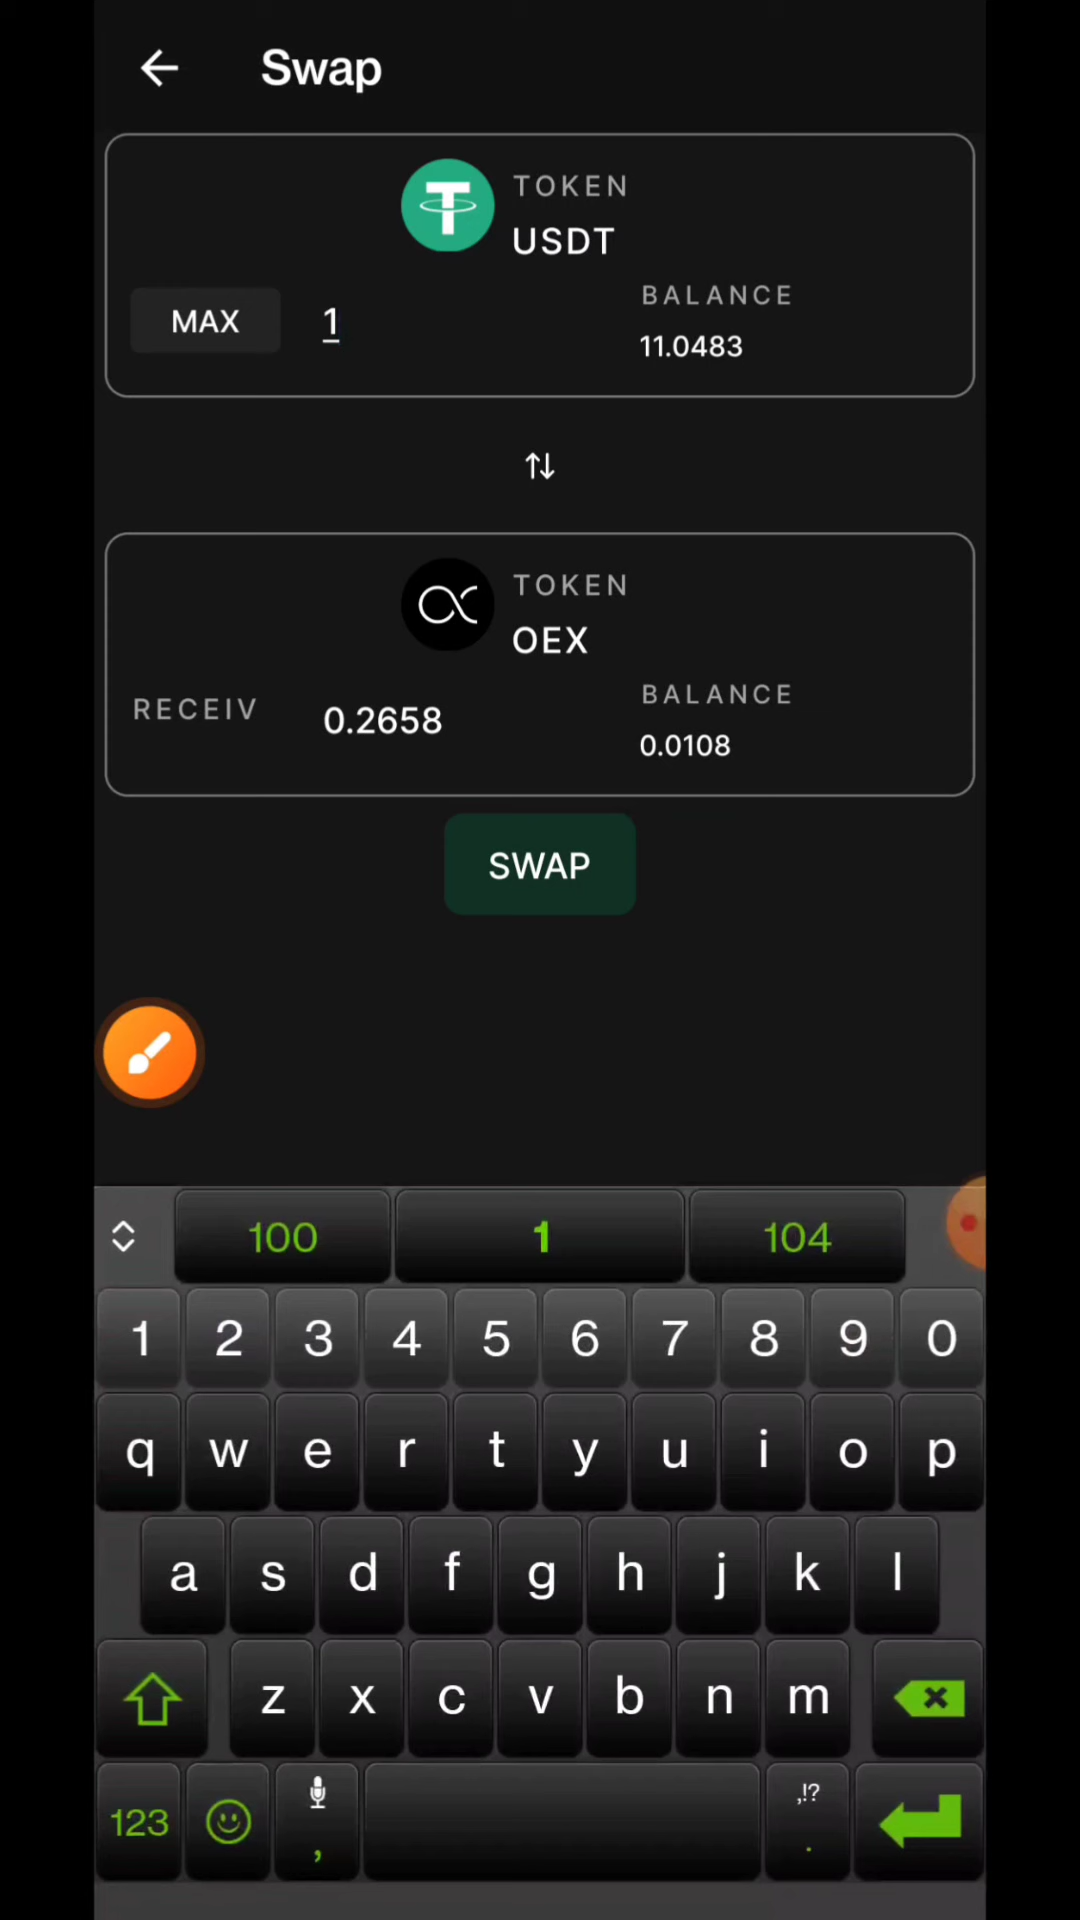 Swap
TOKEN
USDT
BALANCE
MAX 1
11.0483
TOKEN
OEX
BALANCE
RECEIV 0.2658
0.0108
SWAP
100 1 104
1 2 3 4 5 6 7 8 9 0
q w e r t y u i o p
a s d f g h j k l
z x c v b n m
123 , ,!? .